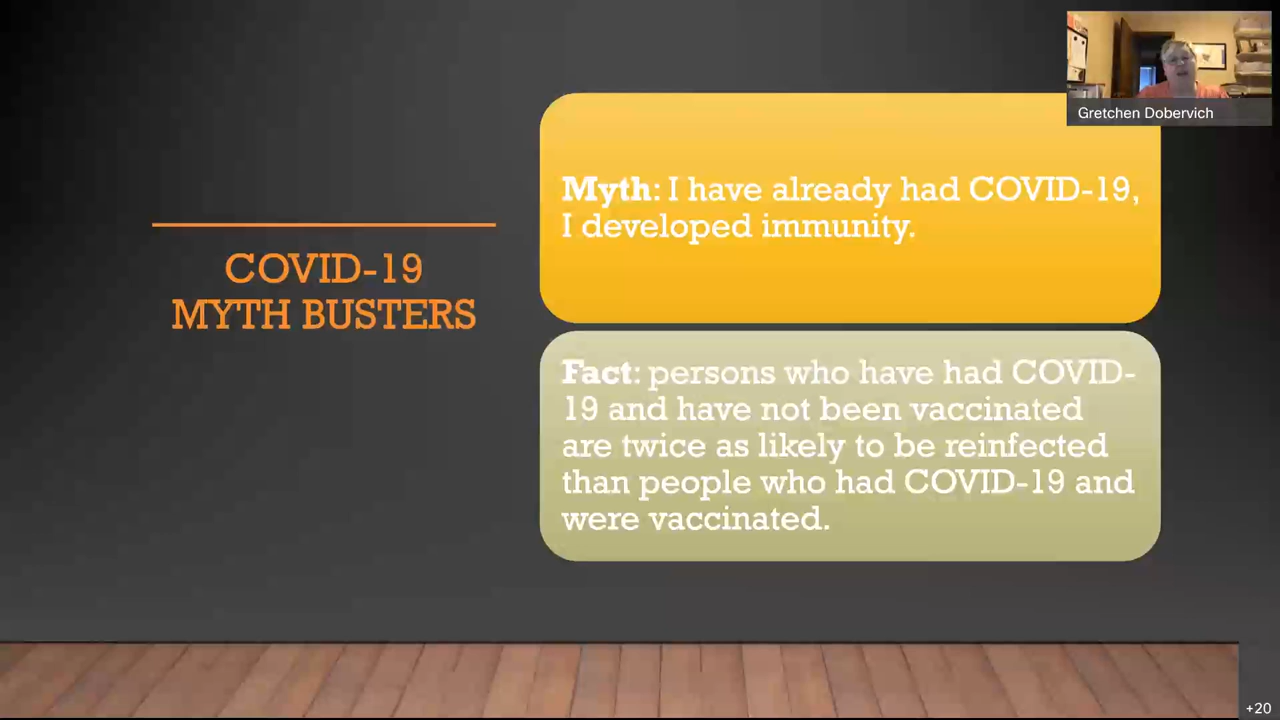 Gretchen Dobervich
COVID-19
MYTH BUSTERS
Myth: I have already had COVID-19,
I developed immunity.
Fact: persons who have had COVID-
19 and have not been vaccinated
are twice as likely to be reinfected
than people who had COVID-19 and
were vaccinated.
+20